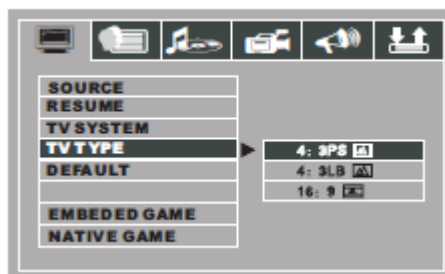 SOURCE
RESUME
TV SYSTEM
TV TYPE
4: 3PS
DEFAULT
4: 3LB
16: 9
EMBEDED GAME
NATIVE GAME